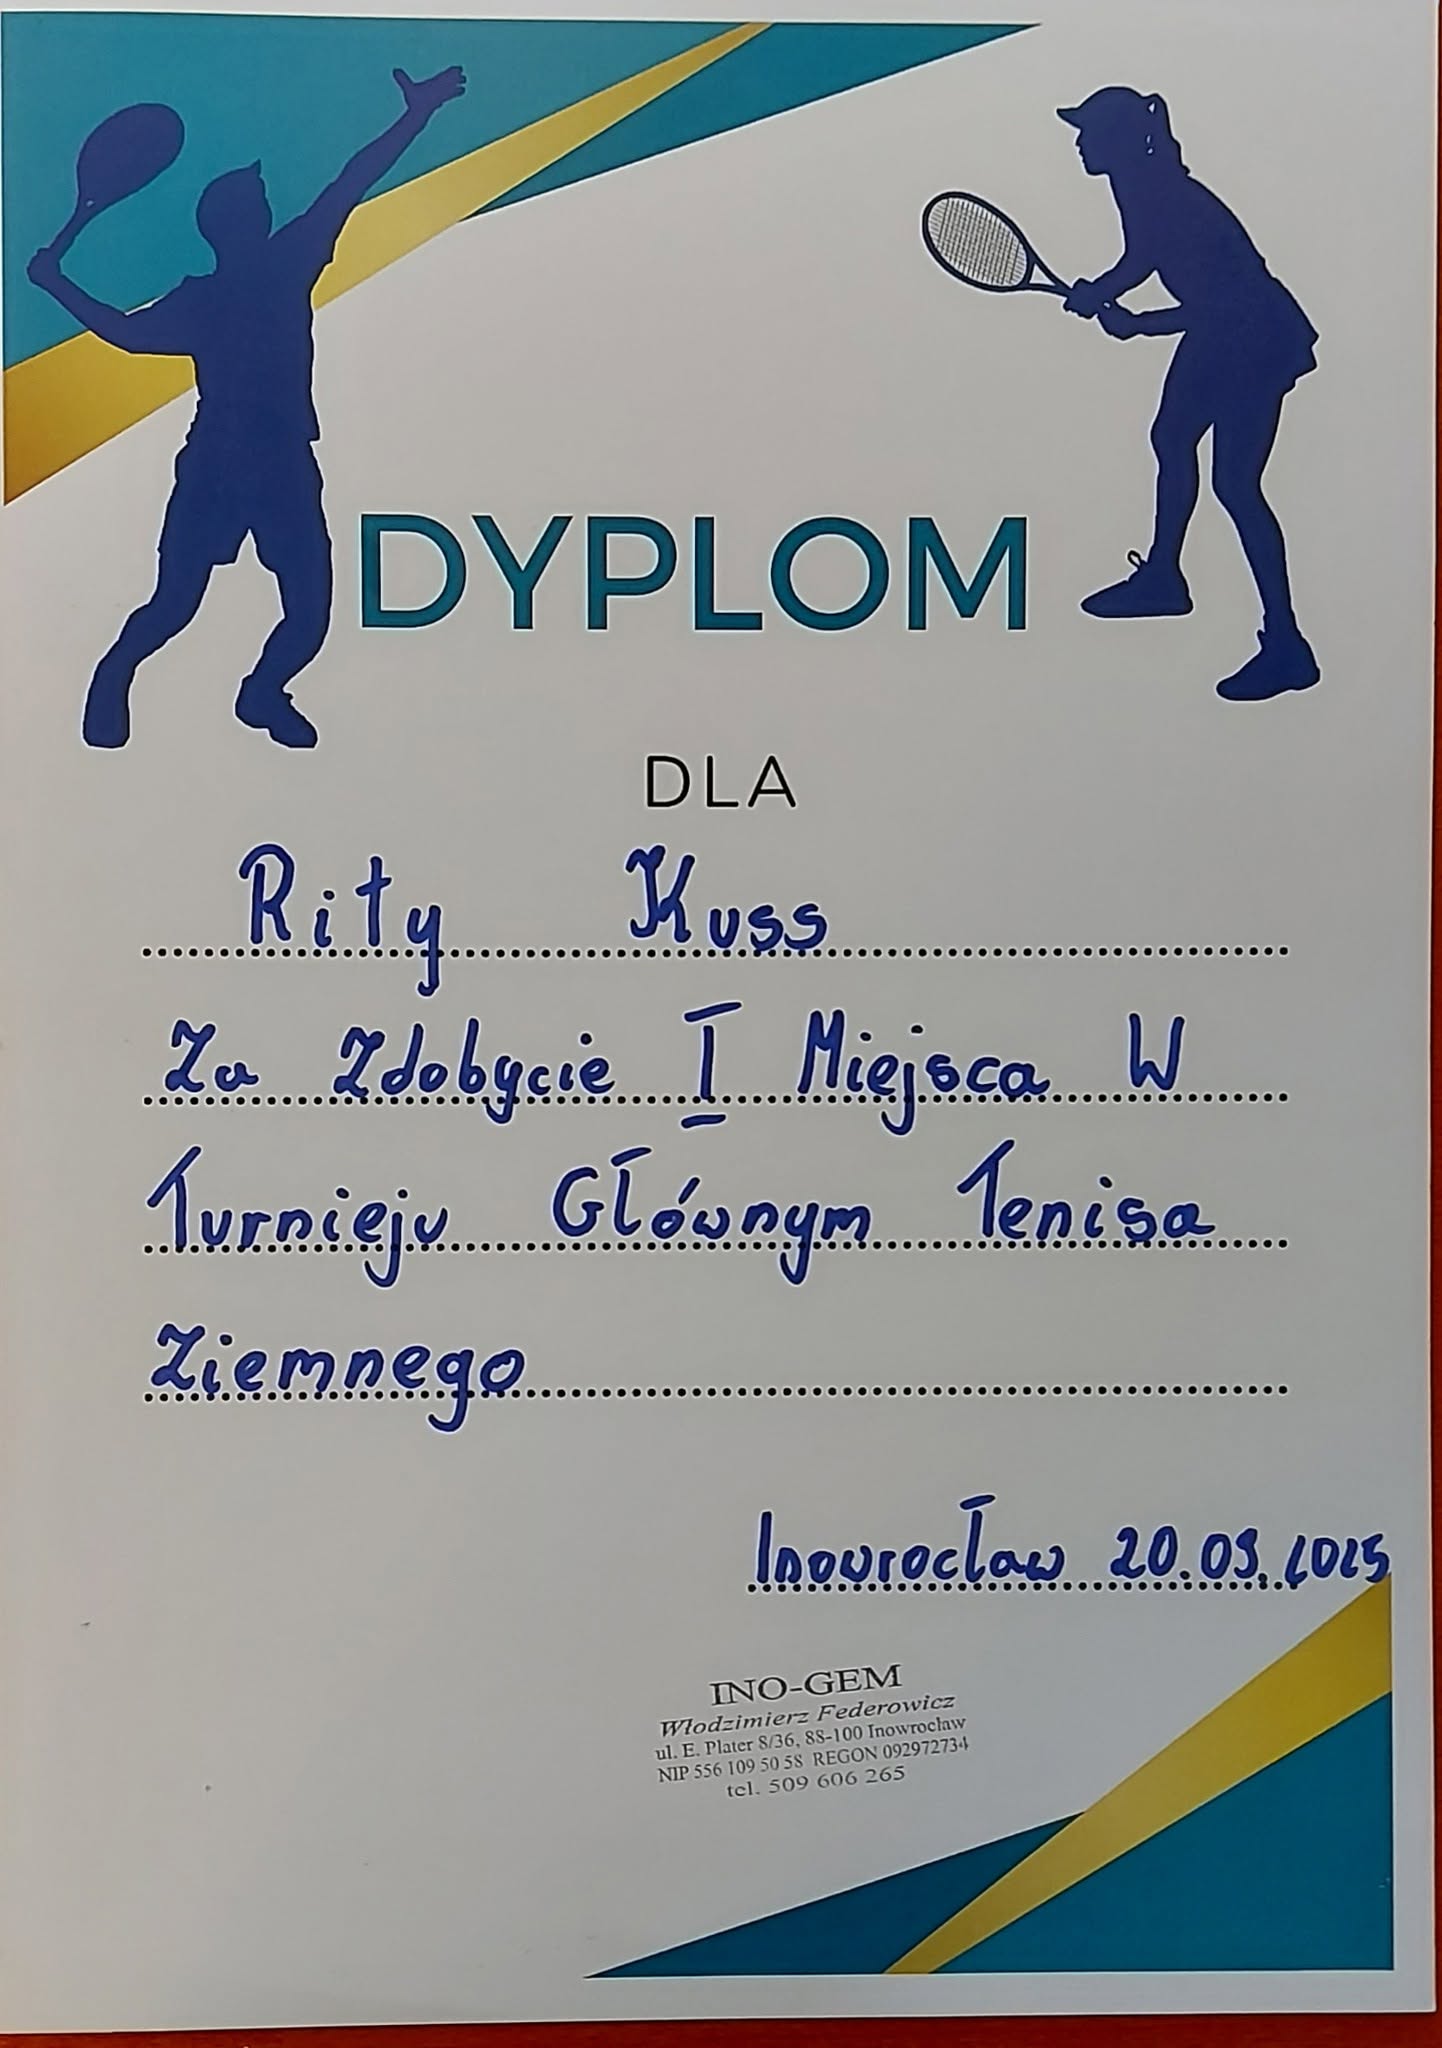 DYPLOM
DLA
Rity Kuss
Za Zdobycie I Miejsca W
Turnieju Głównym Tenisa
Ziemnego
Inowrocław 20.09.2025
INO-GEM
Włodzimierz Federowicz
ul. E. Plater 8/36, 88-100 Inowrocław
NIP 556 109 50 58 REGON 092972734
tel. 509 606 265